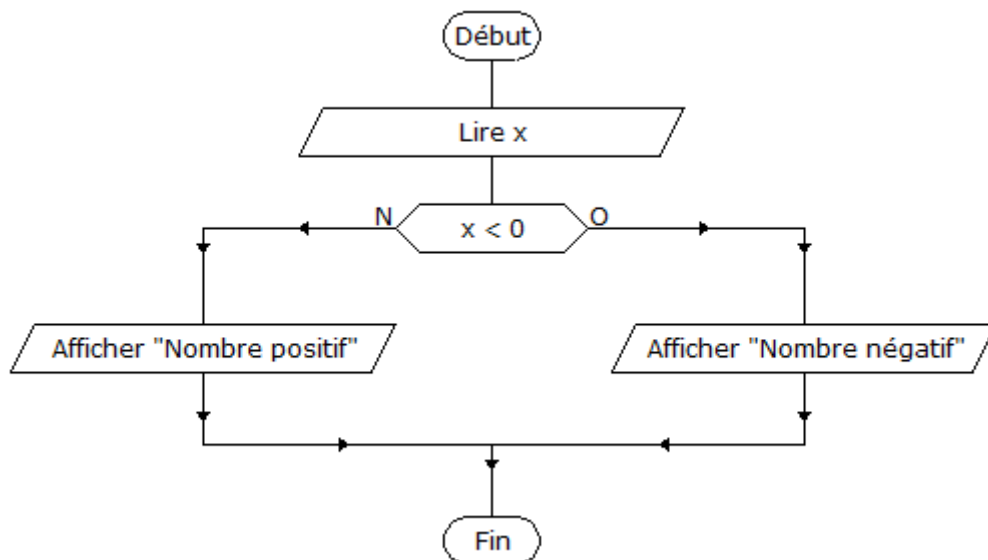 Début
Lire x
N
x < 0
O
Afficher "Nombre positif"
Afficher "Nombre négatif"
Fin